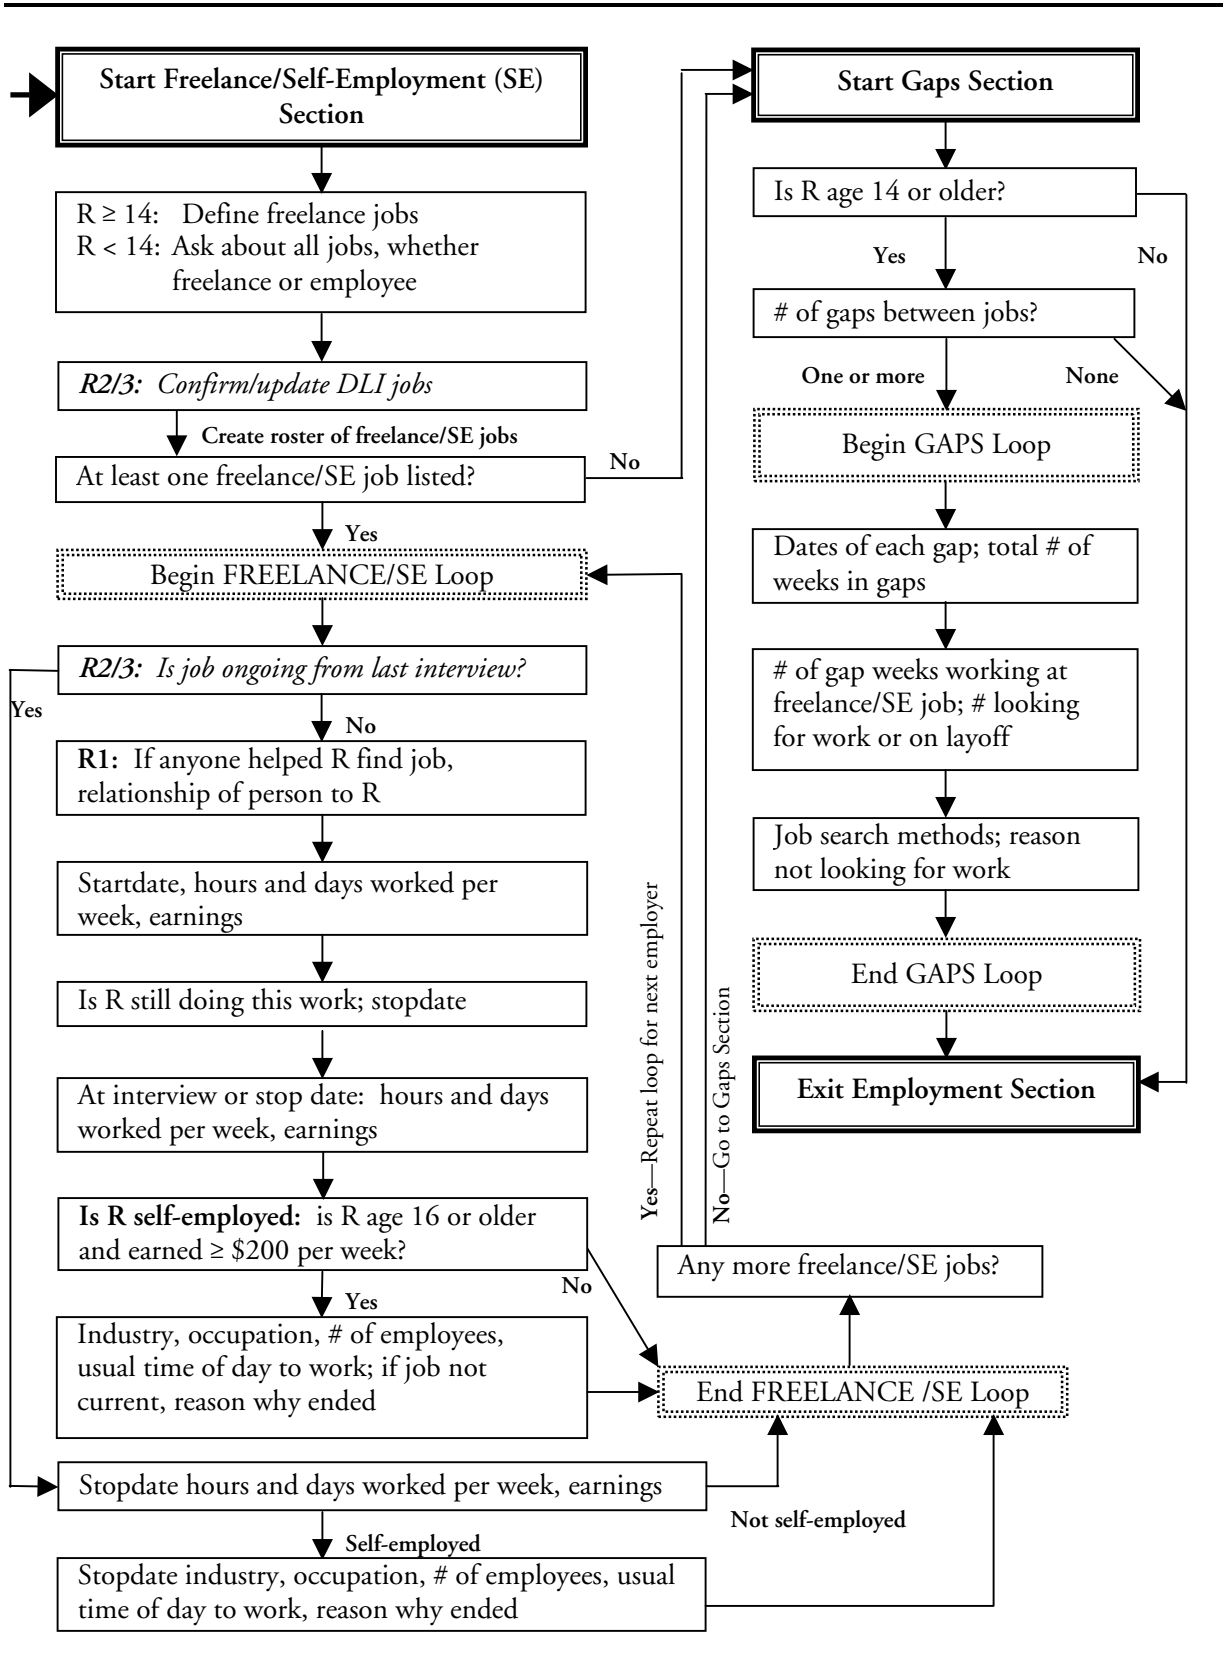 Start Freelance/Self-Employment (SE)
Section
R ≥ 14: Define freelance jobs
R < 14: Ask about all jobs, whether
freelance or employee
R2/3: Confirm/update DLI jobs
Create roster of freelance/SE jobs
At least one freelance/SE job listed?
No
Yes
Begin FREELANCE/SE Loop
R2/3: Is job ongoing from last interview?
Yes
No
R1: If anyone helped R find job,
relationship of person to R
Startdate, hours and days worked per
week, earnings
Is R still doing this work; stopdate
At interview or stop date: hours and days
worked per week, earnings
Is R self-employed: is R age 16 or older
and earned ≥ $200 per week?
No
Yes
Industry, occupation, # of employees,
usual time of day to work; if job not
current, reason why ended
Stopdate hours and days worked per week, earnings
Not self-employed
Self-employed
Stopdate industry, occupation, # of employees, usual
time of day to work, reason why ended
End FREELANCE /SE Loop
Any more freelance/SE jobs?
Yes—Repeat loop for next employer
No—Go to Gaps Section
Start Gaps Section
Is R age 14 or older?
Yes
No
# of gaps between jobs?
One or more
None
Begin GAPS Loop
Dates of each gap; total # of
weeks in gaps
# of gap weeks working at
freelance/SE job; # looking
for work or on layoff
Job search methods; reason
not looking for work
End GAPS Loop
Exit Employment Section